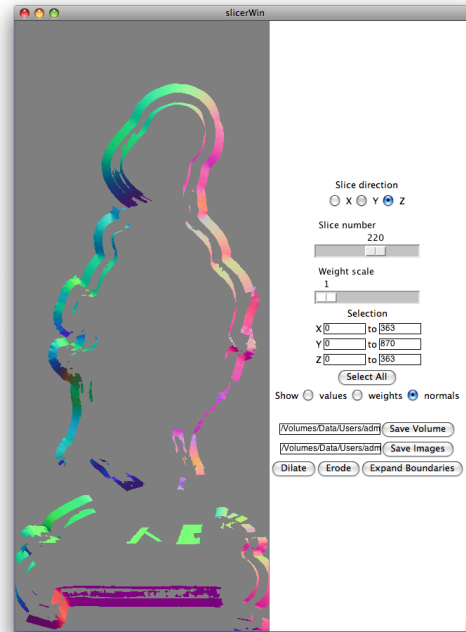 slicerWin
Slice direction
X Y Z
Slice number
220
Weight scale
1
Selection
X 0 to 363
Y 0 to 870
Z 0 to 363
Select All
Show values weights normals
/Volumes/Data/Users/adm Save Volume
/Volumes/Data/Users/adm Save Images
Dilate Erode Expand Boundaries